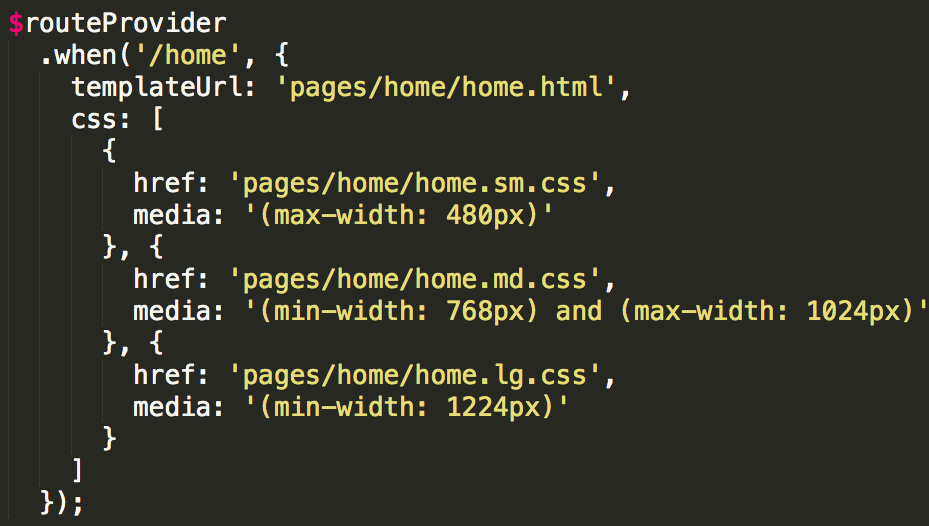 $routeProvider
.when('/home', {
templateUrl: 'pages/home/home.html',
css: [
{
href: 'pages/home/home.sm.css',
media: '(max-width: 480px)'
}, {
href: 'pages/home/home.md.css',
media: '(min-width: 768px) and (max-width: 1024px)'
}, {
href: 'pages/home/home.lg.css',
media: '(min-width: 1224px)'
}
]
});